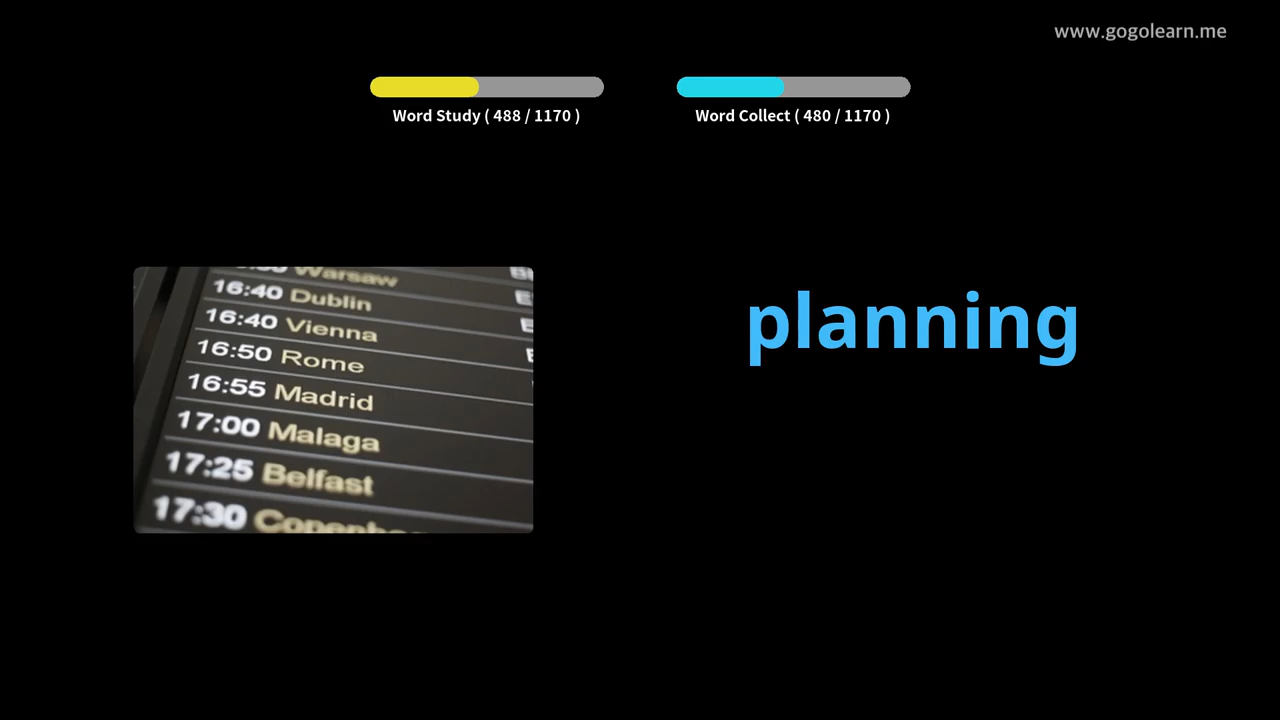 www.gogolearn.me
Word Study ( 488 / 1170 )
Word Collect ( 480 / 1170 )
Warsaw
16:40 Dublin
16:40 Vienna
16:50 Rome
16:55 Madrid
17:00 Malaga
17:25 Belfast
17:30
planning